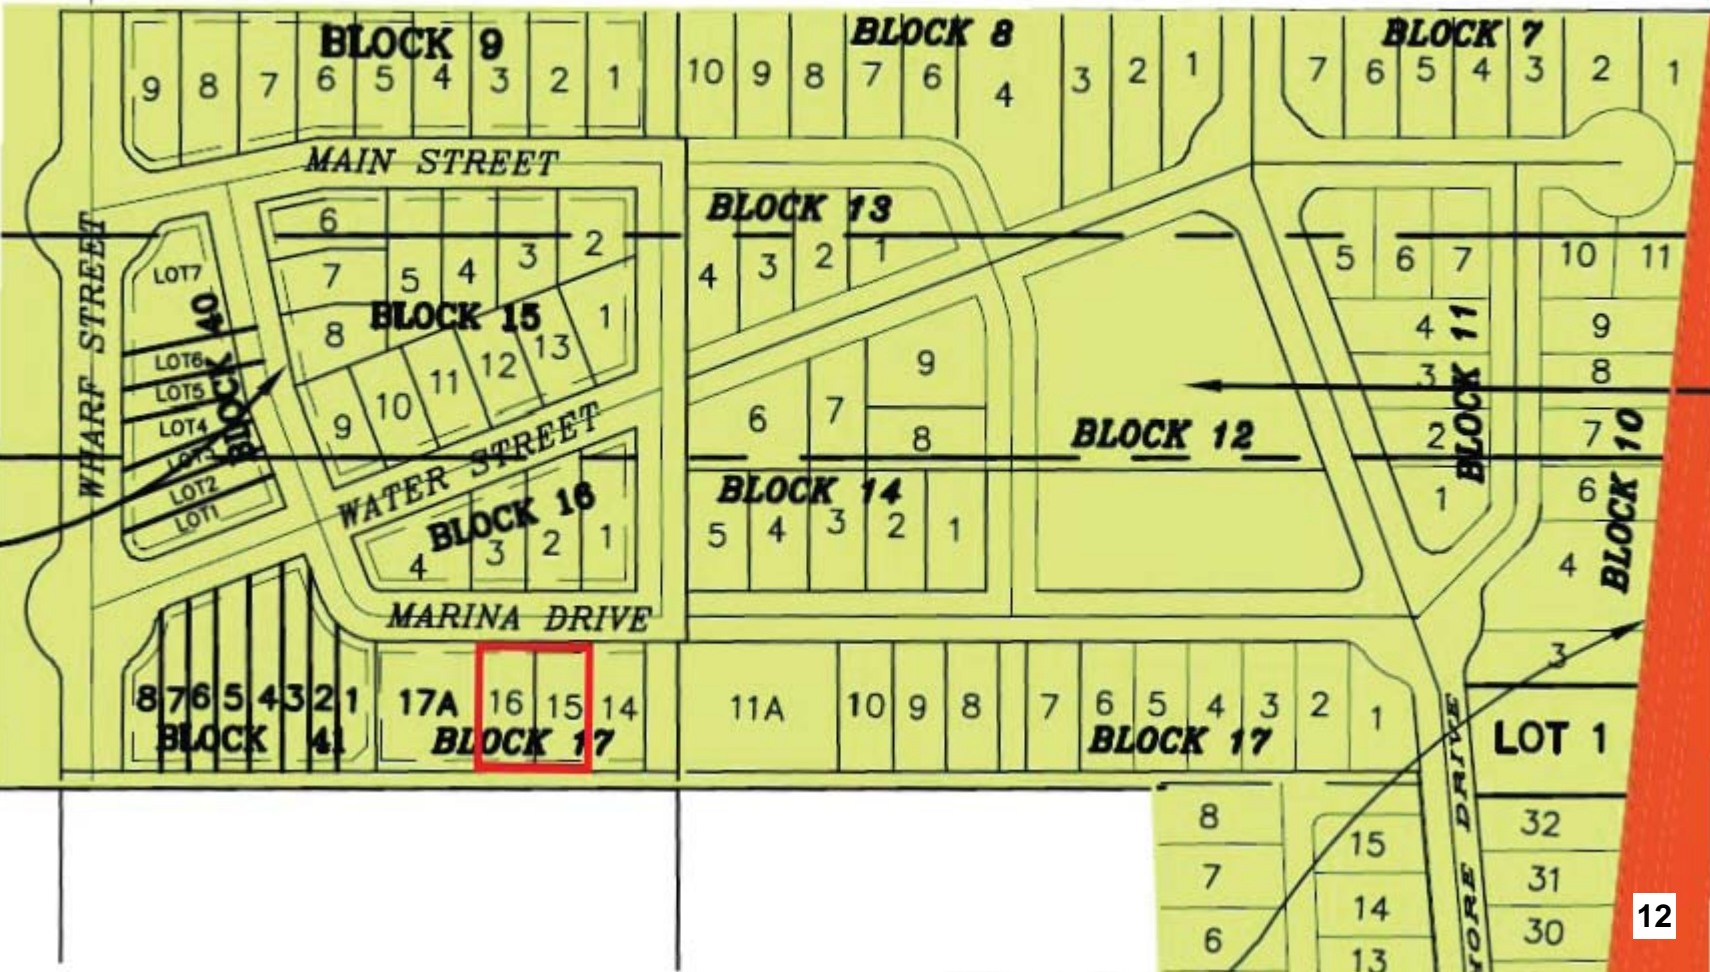 BLOCK 9
9 8 7 6 5 4 3 2 1
BLOCK 8
10 9 8 7 6 4 3 2 1
BLOCK 7
7 6 5 4 3 2 1
MAIN STREET
WHARF STREET
LOT7
LOT6
LOT5
LOT4
LOT3
LOT2
LOT1
BLOCK 40
6
7
8
5 4 3 2
BLOCK 15
9 10 11 12 13 1
BLOCK 13
4 3 2 1
WATER STREET
BLOCK 16
4 3 2 1
6 7 9
8
BLOCK 14
5 4 3 2 1
BLOCK 12
5 6 7
4
3
2
1
BLOCK 11
10 11
9
8
7
6
4
3
BLOCK 10
MARINA DRIVE
8 7 6 5 4 3 2 1
BLOCK 41
17A 16 15 14
BLOCK 17
11A 10 9 8 7 6 5 4 3 2 1
BLOCK 17
LOT 1
ORE DRIVE
8
7
6
15
14
13
32
31
30
12